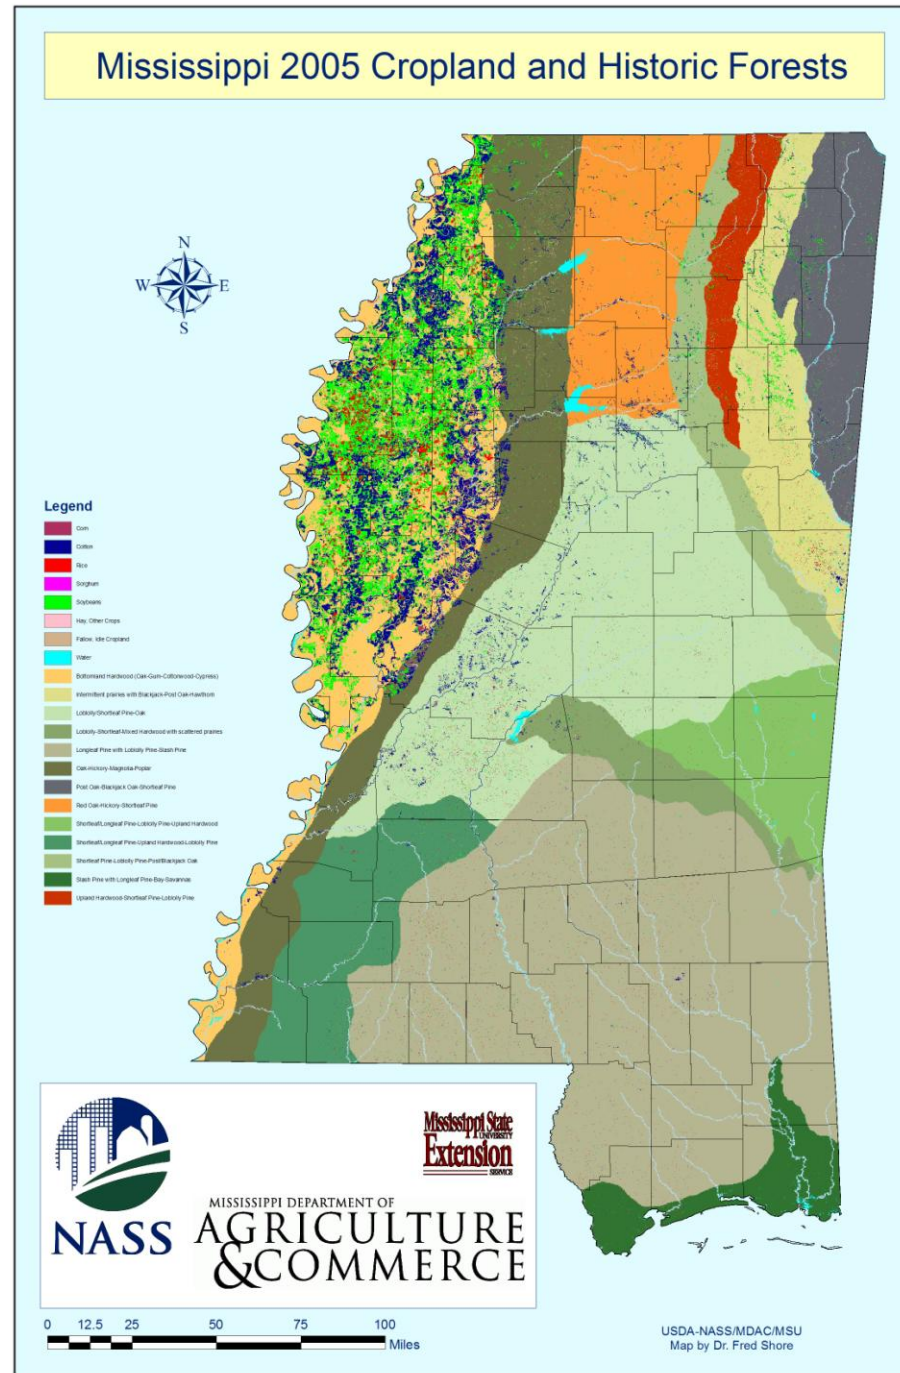 Mississippi 2005 Cropland and Historic Forests
N
W E
S
Legend
Corn
Cotton
Rice
Sorghum
Soybeans
Hay, Other Crops
Fallow, Idle Cropland
Water
Bottomland Hardwood (Oak-Gum-Cottonwood-Cypress)
Intermittent prairies with Blackjack-Post Oak-Hawthorn
Loblolly/Shortleaf Pine-Oak
Loblolly-Shortleaf-Mixed Hardwood with scattered prairies
Longleaf Pine with Loblolly Pine-Slash Pine
Oak-Hickory-Magnolia-Poplar
Post Oak-Blackjack Oak-Shortleaf Pine
Red Oak-Hickory-Shortleaf Pine
Shortleaf/Longleaf Pine-Loblolly Pine-Upland Hardwood
Shortleaf/Longleaf Pine-Upland Hardwood-Loblolly Pine
Shortleaf Pine-Loblolly Pine-Post/Blackjack Oak
Slash Pine with Longleaf Pine-Bay-Savannas
Upland Hardwood-Shortleaf Pine-Loblolly Pine
NASS
Mississippi State
UNIVERSITY
Extension
SERVICE
MISSISSIPPI DEPARTMENT OF
AGRICULTURE
&COMMERCE
0 12.5 25 50 75 100
Miles
USDA-NASS/MDAC/MSU
Map by Dr. Fred Shore